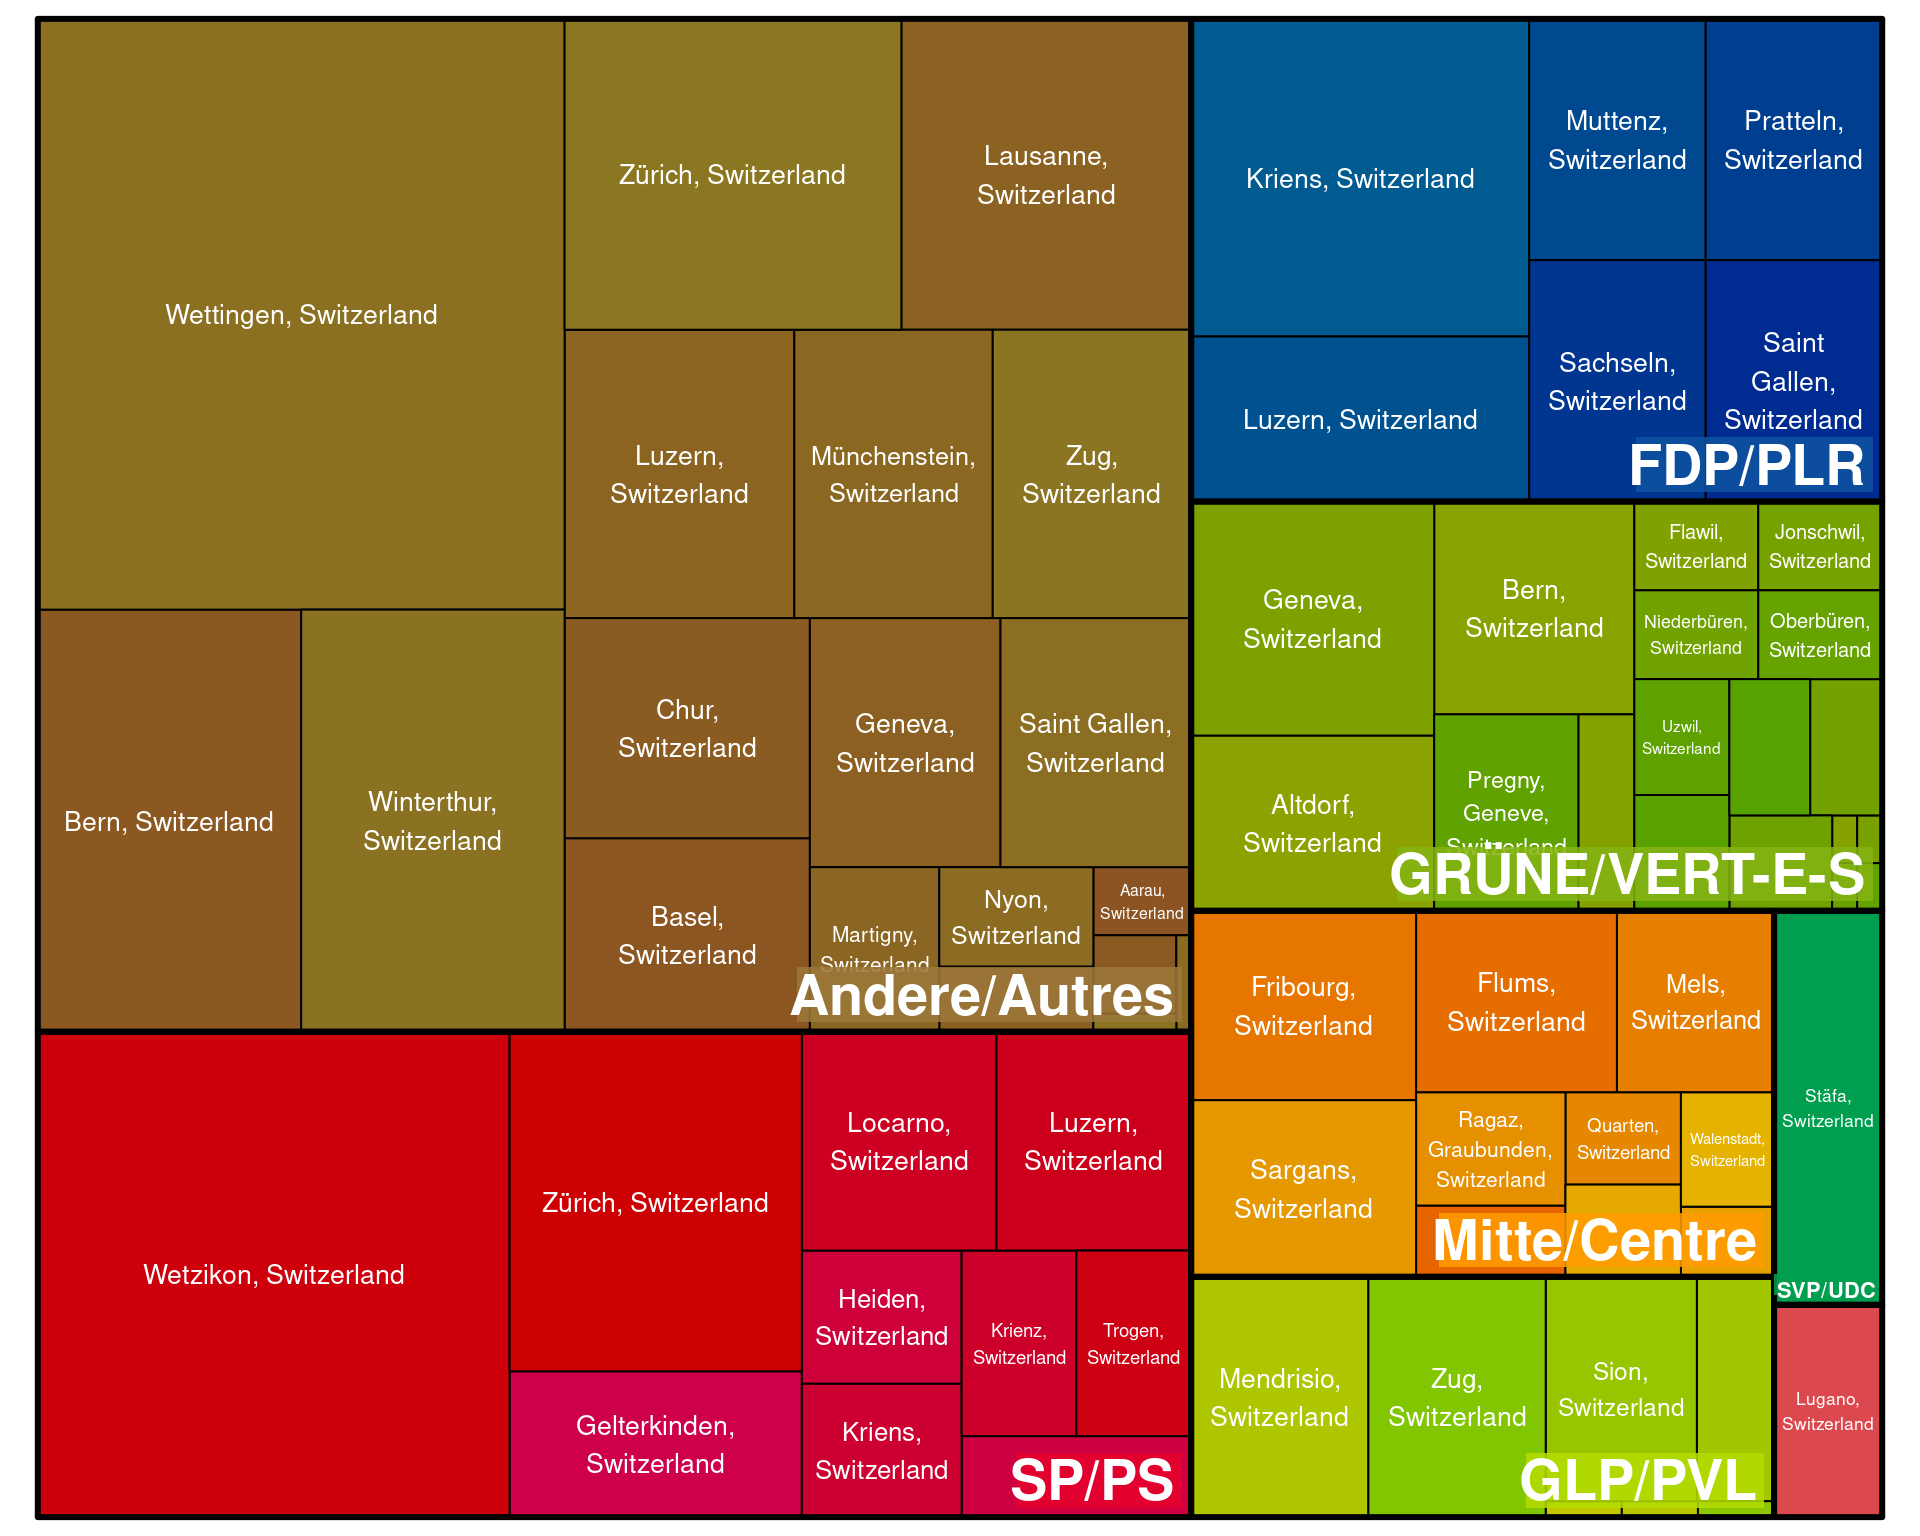 Wettingen, Switzerland
Zürich, Switzerland
Lausanne,
Switzerland
Luzern,
Switzerland
Münchenstein,
Switzerland
Zug,
Switzerland
Bern, Switzerland
Winterthur,
Switzerland
Chur,
Switzerland
Geneva,
Switzerland
Saint Gallen,
Switzerland
Basel,
Switzerland
Martigny,
Switzerland
Nyon,
Switzerland
Aarau,
Switzerland
Andere/Autres
Wetzikon, Switzerland
Zürich, Switzerland
Gelterkinden,
Switzerland
Locarno,
Switzerland
Luzern,
Switzerland
Heiden,
Switzerland
Kriens,
Switzerland
Krienz,
Switzerland
Trogen,
Switzerland
SP/PS
Kriens, Switzerland
Luzern, Switzerland
Muttenz,
Switzerland
Pratteln,
Switzerland
Sachseln,
Switzerland
Saint
Gallen,
Switzerland
FDP/PLR
Geneva,
Switzerland
Altdorf,
Switzerland
Bern,
Switzerland
Pregny,
Geneve,
Switzerland
Flawil,
Switzerland
Jonschwil,
Switzerland
Niederbüren,
Switzerland
Oberbüren,
Switzerland
Uzwil,
Switzerland
GRÜNE/VERT-E-S
Fribourg,
Switzerland
Sargans,
Switzerland
Flums,
Switzerland
Mels,
Switzerland
Ragaz,
Graubunden,
Switzerland
Quarten,
Switzerland
Walenstadt,
Switzerland
Mitte/Centre
Mendrisio,
Switzerland
Zug,
Switzerland
Sion,
Switzerland
GLP/PVL
Stäfa,
Switzerland
SVP/UDC
Lugano,
Switzerland